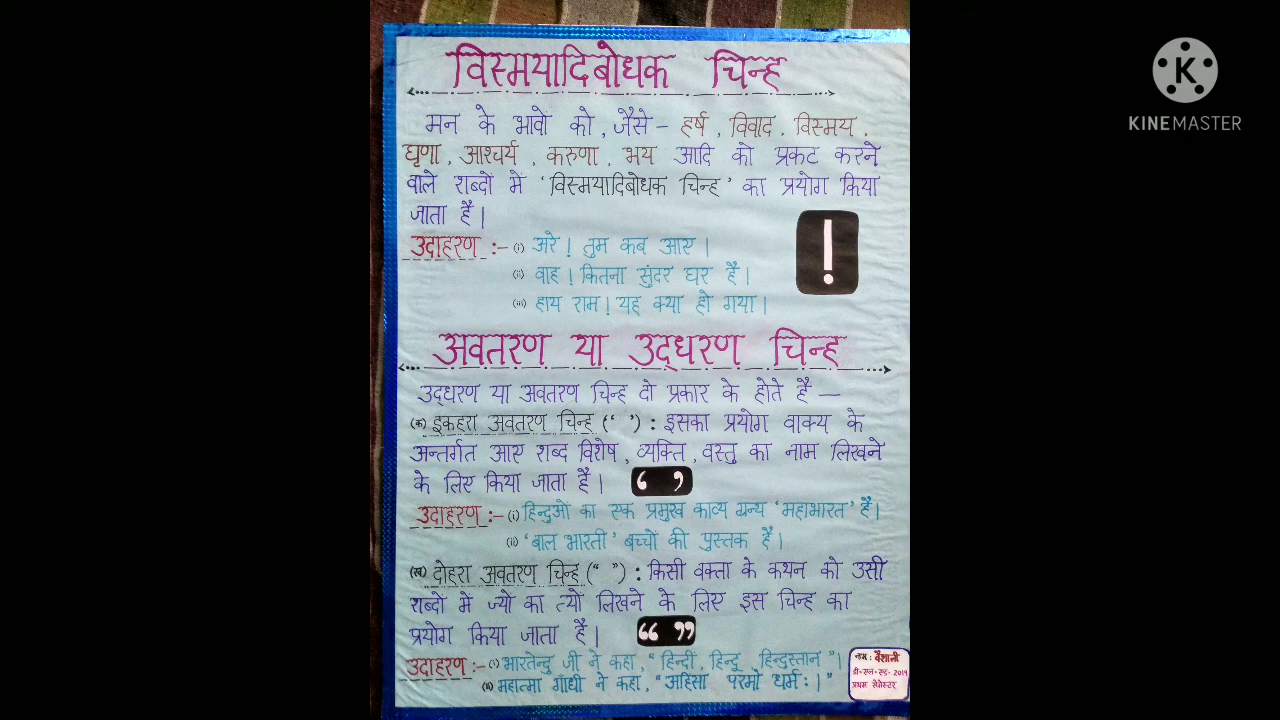 विस्मयादिबोधक चिन्ह
मन के भावों को , जैसे - हर्ष , विवाद , विस्मय ,
घृणा , आश्चर्य , करुणा , भय आदि को प्रकट करने
वाले शब्दों में ' विस्मयादिबोधक चिन्ह ' का प्रयोग किया
जाता है ।
उदाहरण :- (i) अरे ! तुम कब आए ।
(ii) वाह ! कितना सुंदर घर है ।
(iii) हाय राम ! यह क्या हो गया ।
!
अवतरण या उद्धरण चिन्ह
उद्धरण या अवतरण चिन्ह दो प्रकार के होते हैं —
(क) इकहरा अवतरण चिन्ह (‘ ’) : इसका प्रयोग वाक्य के
अन्तर्गत आए शब्द विशेष , व्यक्ति , वस्तु का नाम लिखने
के लिए किया जाता है ।
‘ ’
उदाहरण :- (i) हिन्दुओं का एक प्रमुख काव्य ग्रन्थ ‘महाभारत’ है ।
(ii) ‘बाल भारती’ बच्चों की पुस्तक है ।
(ख) दोहरा अवतरण चिन्ह (“ ”) : किसी वक्ता के कथन को उसी
शब्दों में ज्यों का त्यों लिखने के लिए इस चिन्ह का
प्रयोग किया जाता है ।
“ ”
उदाहरण :- (i) भारतेन्दु जी ने कहा, “ हिन्दी , हिन्दू , हिन्दुस्तान ” ।
(ii) महात्मा गाँधी ने कहा , “ अहिंसा परमो धर्म : । ”
नाम : वैशाली
डी॰एल॰एड॰ 2019
प्रथम सेमेस्टर
K
KINEMASTER